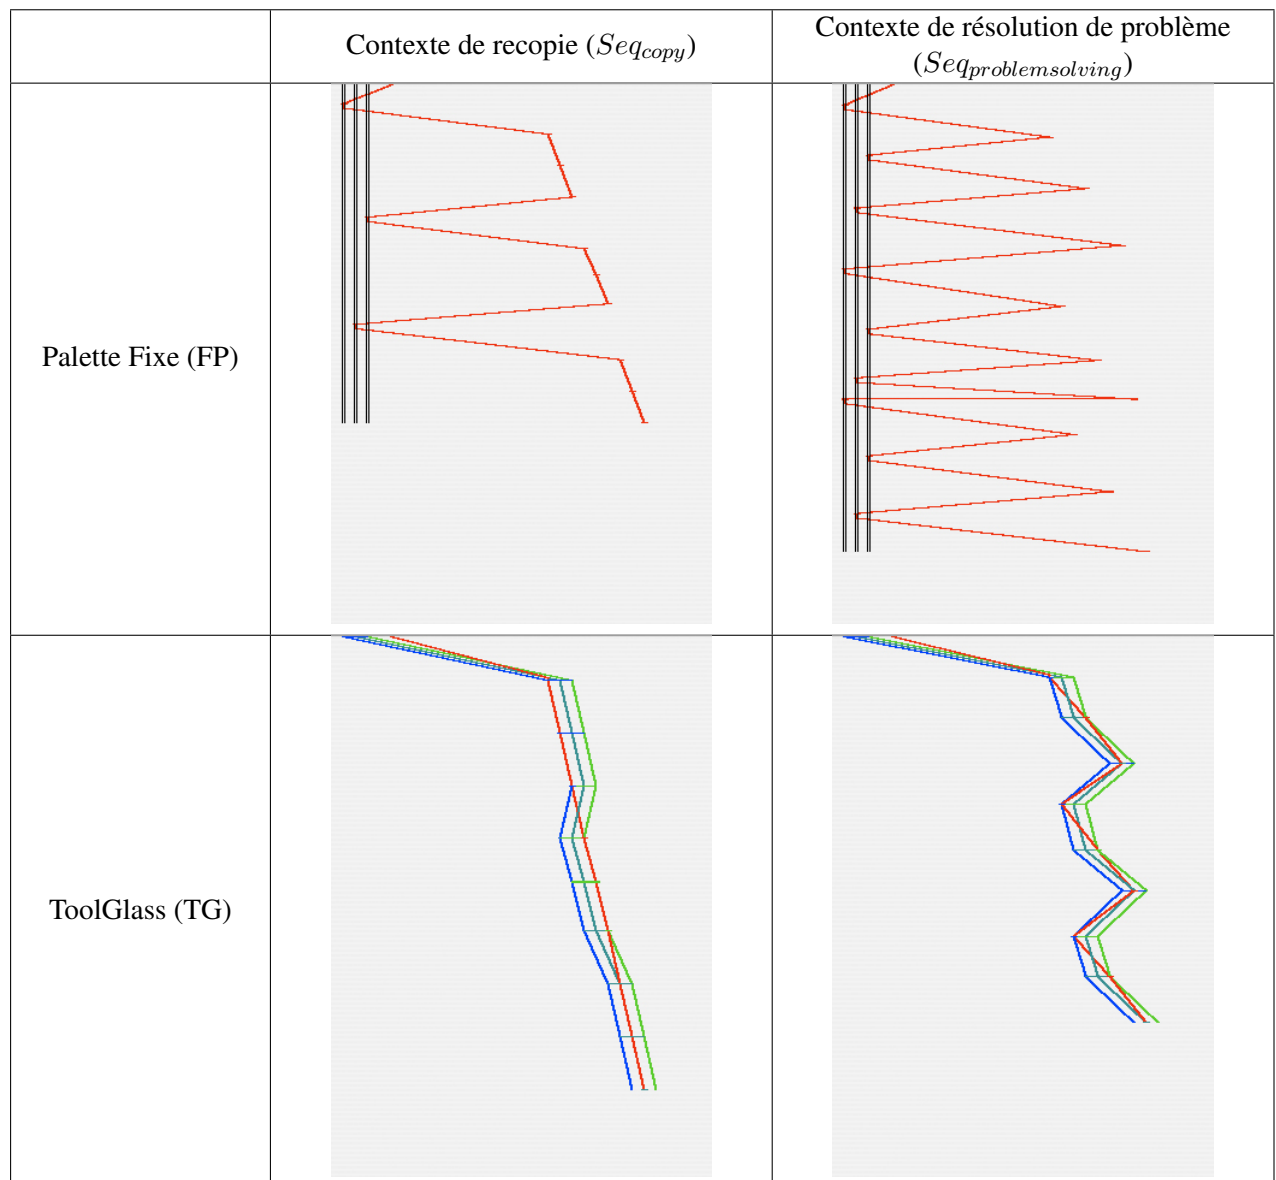 Contexte de recopie (Seq_copy)
Contexte de résolution de problème
(Seq_problemsolving)
Palette Fixe (FP)
ToolGlass (TG)